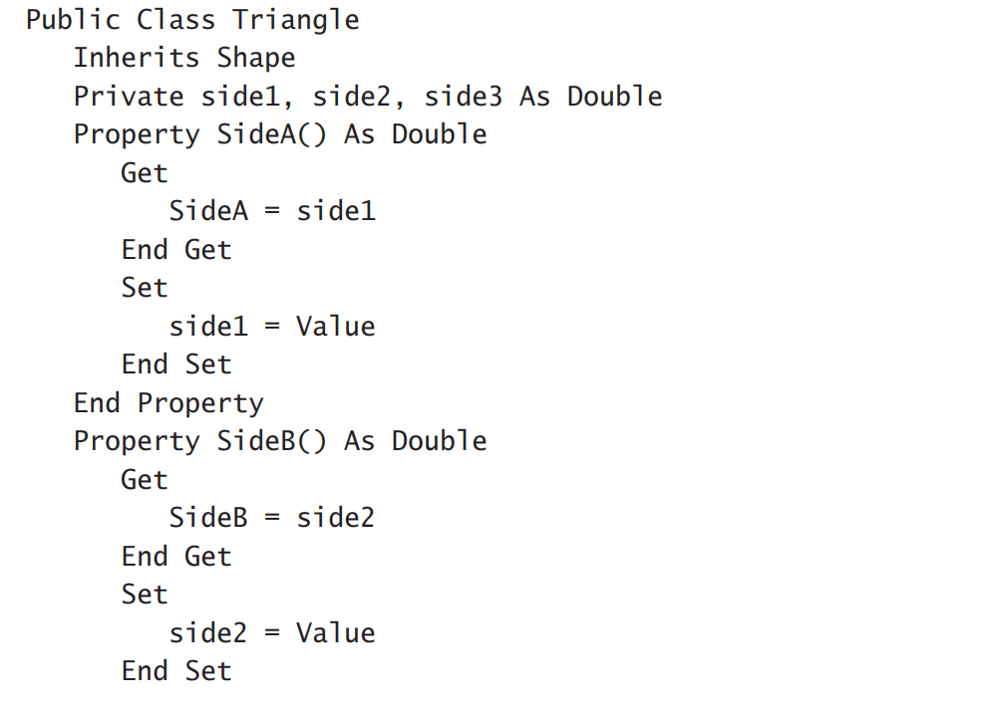 Public Class Triangle
   Inherits Shape
   Private side1, side2, side3 As Double
   Property SideA() As Double
      Get
         SideA = side1
      End Get
      Set
         side1 = Value
      End Set
   End Property
   Property SideB() As Double
      Get
         SideB = side2
      End Get
      Set
         side2 = Value
      End Set